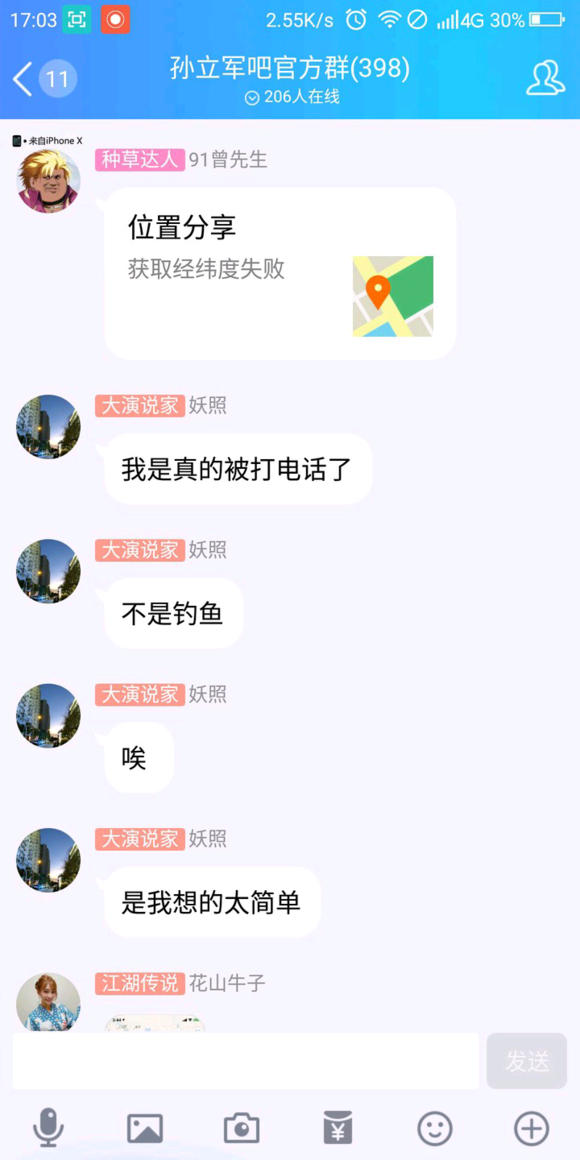 17:03
2.55K/s
4G 30%
11
孙立军吧官方群(398)
206人在线
来自iPhone X
种草达人 91曾先生
位置分享
获取经纬度失败
大演说家 妖照
我是真的被打电话了
大演说家 妖照
不是钓鱼
大演说家 妖照
唉
大演说家 妖照
是我想的太简单
江湖传说 花山牛子
发送